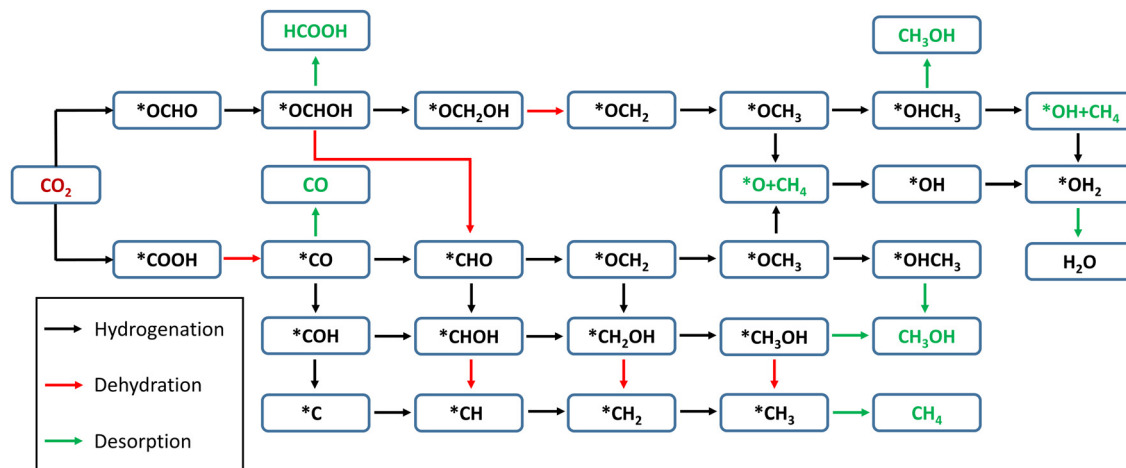 HCOOH
CH₃OH
*OCHO
*OCHOH
*OCH₂OH
*OCH₂
*OCH₃
*OHCH₃
*OH+CH₄
CO₂
CO
*O+CH₄
*OH
*OH₂
*COOH
*CO
*CHO
*OCH₂
*OCH₃
*OHCH₃
H₂O
*COH
*CHOH
*CH₂OH
*CH₃OH
CH₃OH
*C
*CH
*CH₂
*CH₃
CH₄
Hydrogenation
Dehydration
Desorption